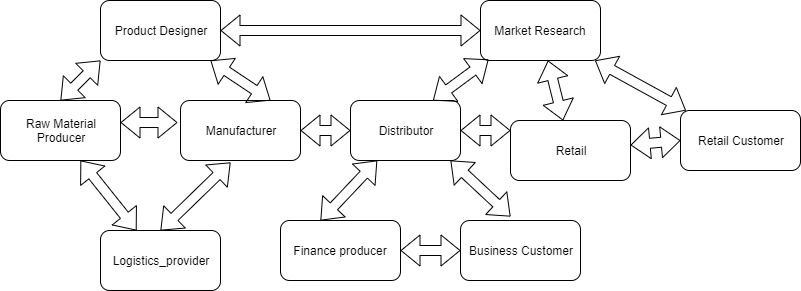 Product Designer
Market Research
Raw Material
Producer
Manufacturer
Distributor
Retail
Retail Customer
Logistics_provider
Finance producer
Business Customer